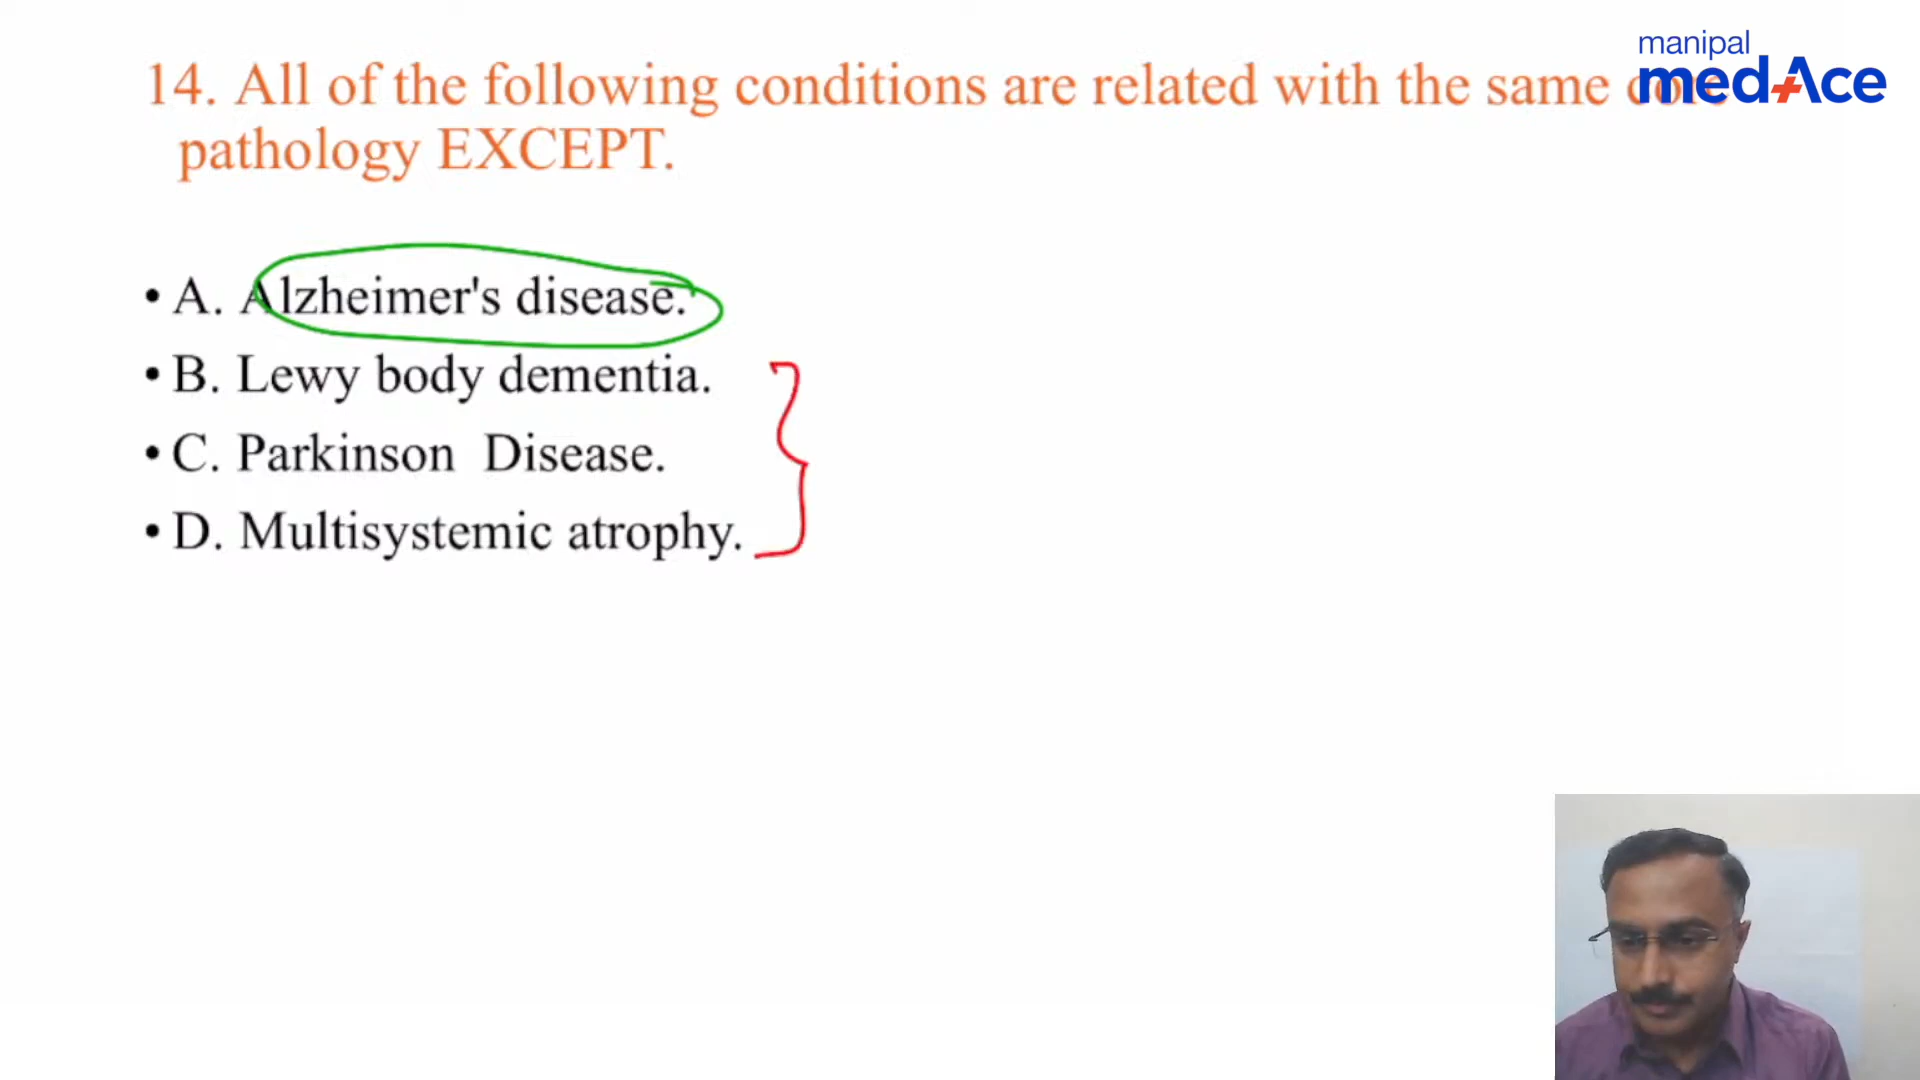 manipal
medAce
14. All of the following conditions are related with the same
pathology EXCEPT.
• A. Alzheimer's disease.
• B. Lewy body dementia.
• C. Parkinson Disease.
• D. Multisystemic atrophy.